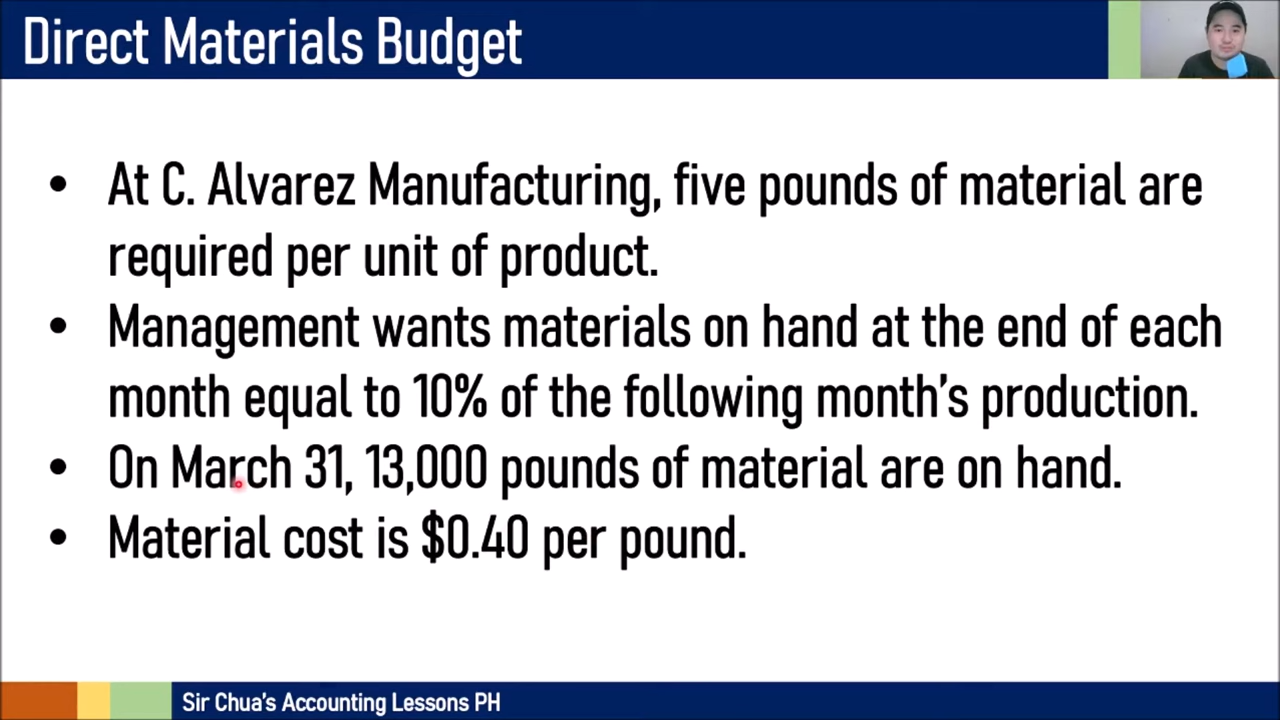 Direct Materials Budget
• At C. Alvarez Manufacturing, five pounds of material are
required per unit of product.
• Management wants materials on hand at the end of each
month equal to 10% of the following month's production.
• On March 31, 13,000 pounds of material are on hand.
• Material cost is $0.40 per pound.
Sir Chua's Accounting Lessons PH